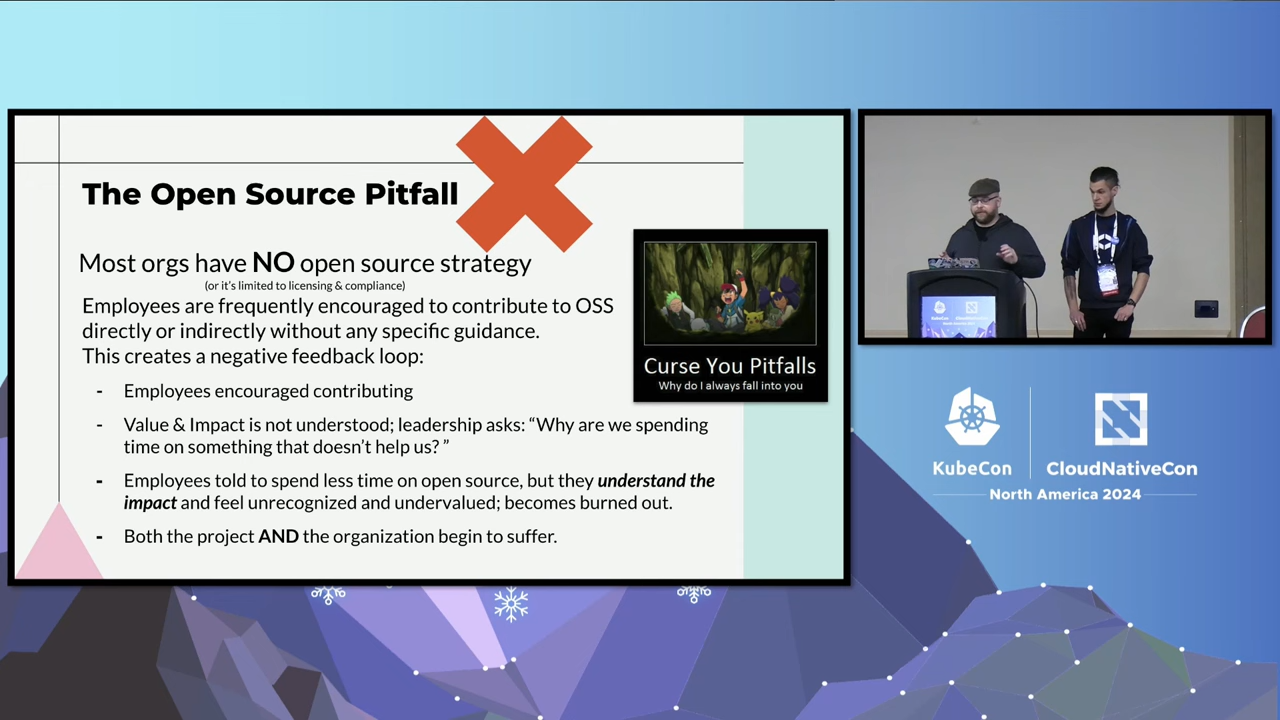 The Open Source Pitfall
Most orgs have NO open source strategy
(or it's limited to licensing & compliance)
Employees are frequently encouraged to contribute to OSS
directly or indirectly without any specific guidance.
This creates a negative feedback loop:
- Employees encouraged contributing
- Value & Impact is not understood; leadership asks: “Why are we spending
time on something that doesn't help us? ”
- Employees told to spend less time on open source, but they understand the
impact and feel unrecognized and undervalued; becomes burned out.
- Both the project AND the organization begin to suffer.
Curse You Pitfalls
Why do I always fall into you
KubeCon
CloudNativeCon
North America 2024
KubeCon
CloudNativeCon